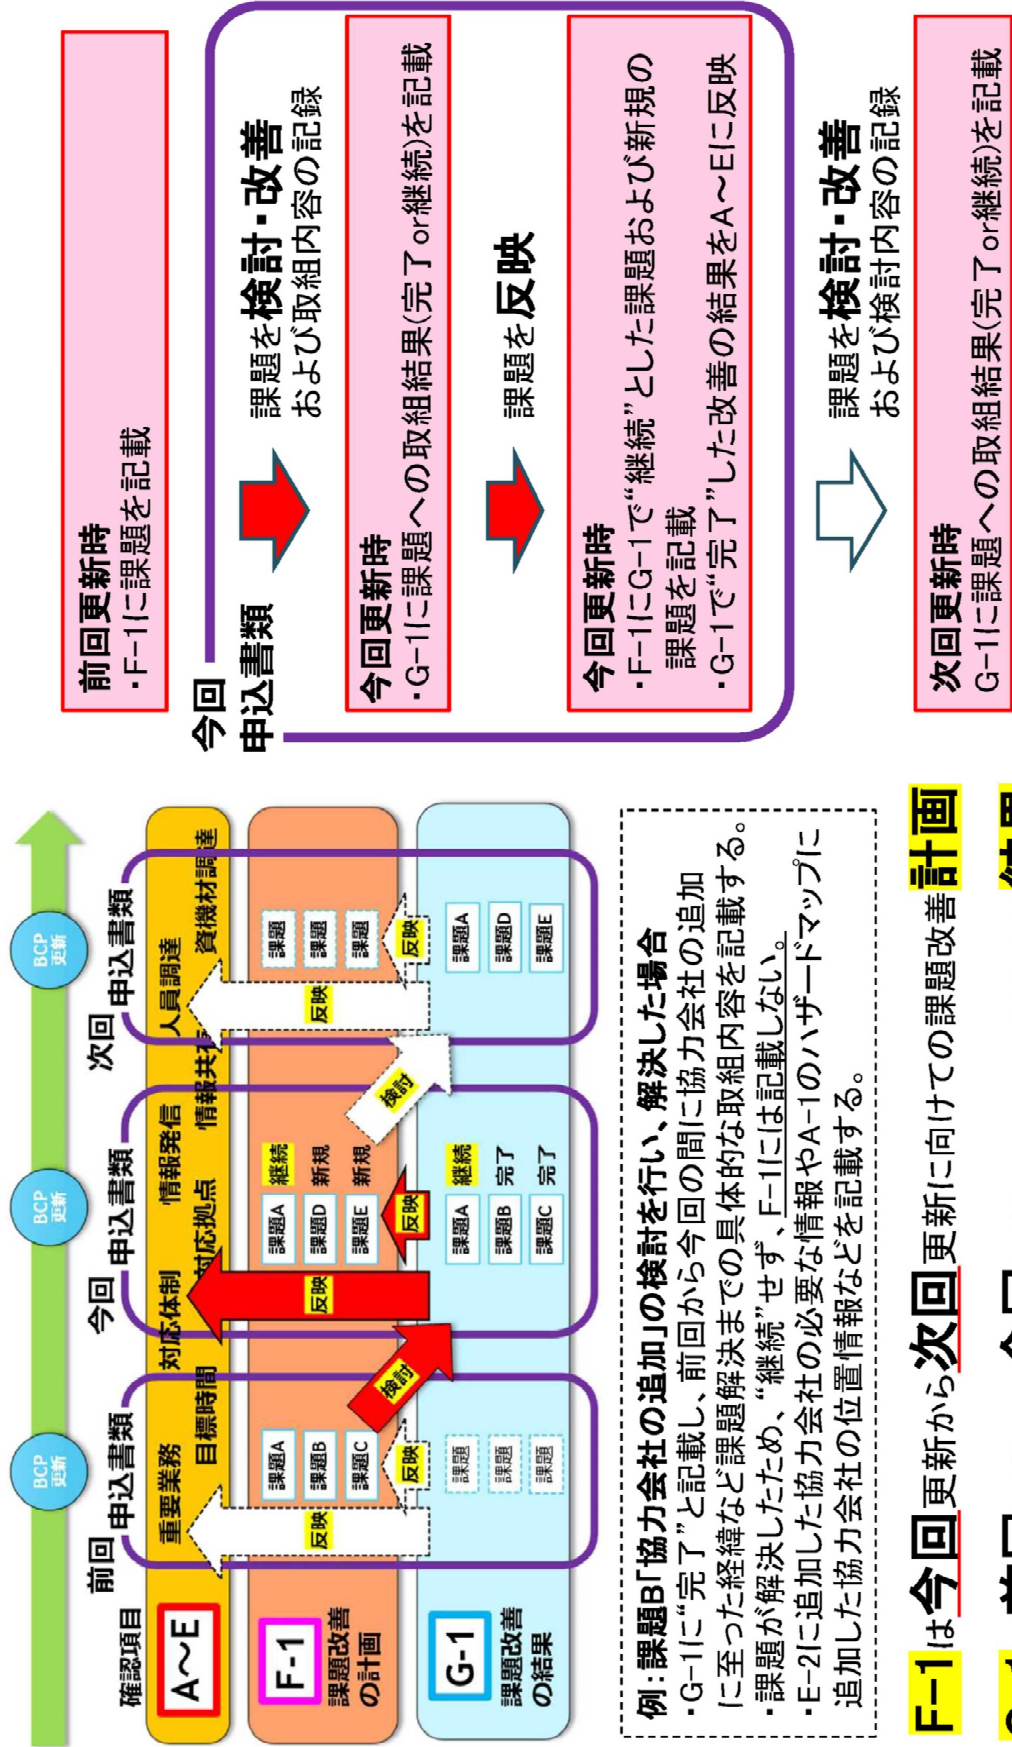 BCP
更新
BCP
更新
BCP
更新
前回 申込書類
今回 申込書類
次回 申込書類
確認項目
A～E
重要業務
目標時間
対応体制
対応拠点
情報発信
情報共有
人員調達
資機材調達
F-1
課題改善
の計画
課題A
課題B
課題C
課題A 継続
課題D 新規
課題E 新規
課題
課題
課題
反映
反映
反映
検討
検討
反映
反映
反映
G-1
課題改善
の結果
課題
課題
課題
課題A 継続
課題B 完了
課題C 完了
課題A
課題D
課題E
例：課題B「協力会社の追加」の検討を行い、解決した場合
・G-1に“完了”と記載し、前回から今回の間に協力会社の追加
に至った経緯など課題解決までの具体的な取組内容を記載する。
・課題が解決したため、“継続”せず、F-1には記載しない。
・E-2に追加した協力会社の必要な情報やA-1のハザードマップに
追加した協力会社の位置情報などを記載する。
F-1は今回更新から次回更新に向けての課題改善計画
前回更新時
・F-1に課題を記載
今回
申込書類
課題を検討・改善
および取組内容の記録
今回更新時
・G-1に課題への取組結果(完了or継続)を記載
課題を反映
今回更新時
・F-1にG-1で“継続”とした課題および新規の
課題を記載
・G-1で“完了”した改善の結果をA～Eに反映
課題を検討・改善
および検討内容の記録
次回更新時
G-1に課題への取組結果(完了or継続)を記載